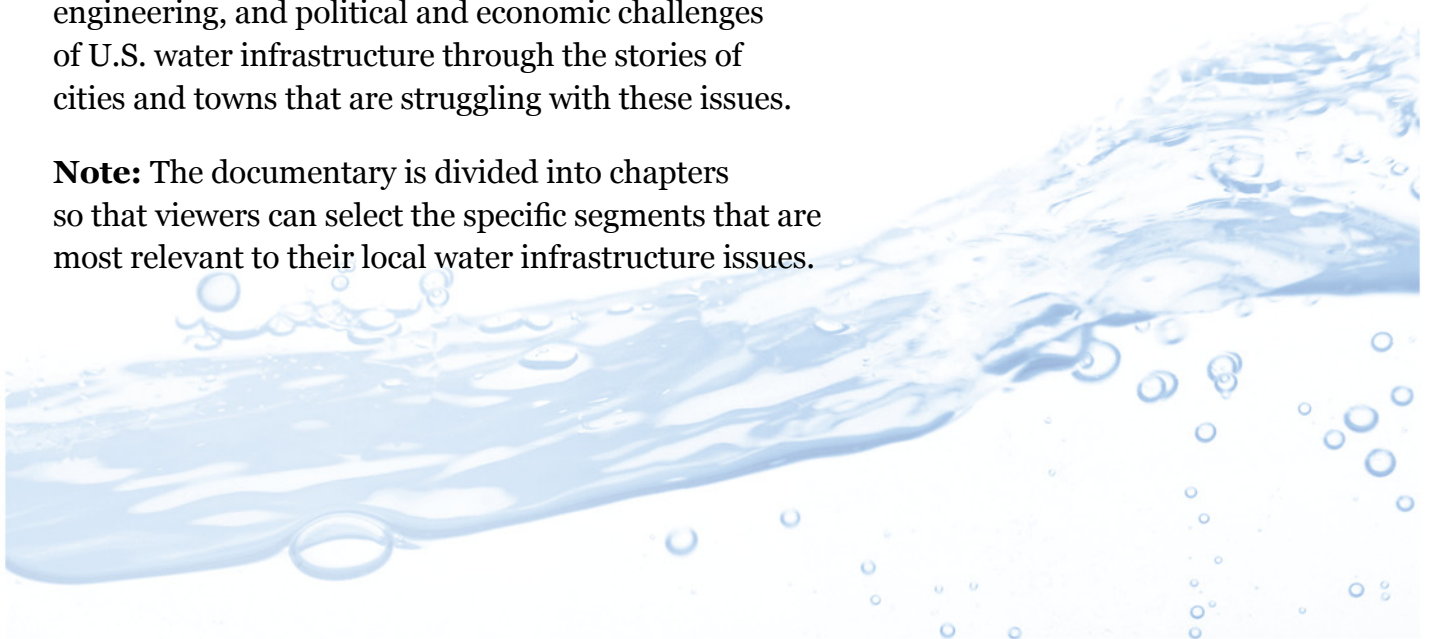 engineering, and political and economic challenges
of U.S. water infrastructure through the stories of
cities and towns that are struggling with these issues.
Note: The documentary is divided into chapters
so that viewers can select the specific segments that are
most relevant to their local water infrastructure issues.